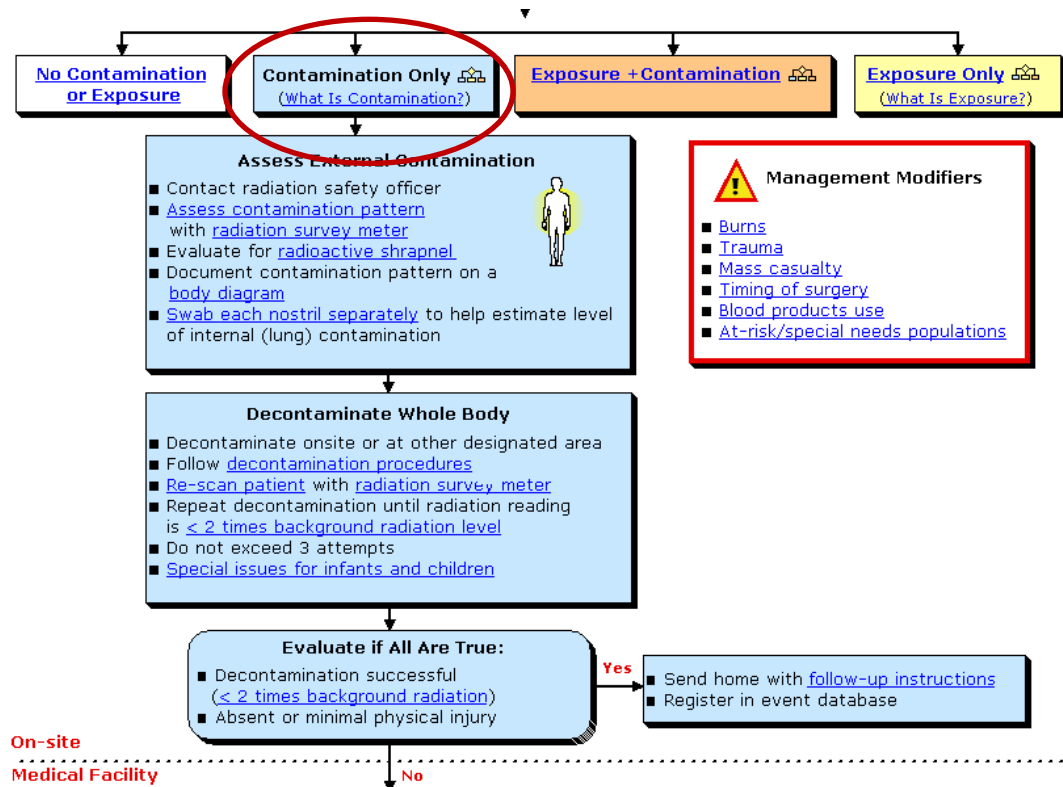 No Contamination
or Exposure
Contamination Only
(What Is Contamination?)
Exposure +Contamination
Exposure Only
(What Is Exposure?)
Assess External Contamination
■ Contact radiation safety officer
■ Assess contamination pattern
with radiation survey meter
■ Evaluate for radioactive shrapnel
■ Document contamination pattern on a
body diagram
■ Swab each nostril separately to help estimate level
of internal (lung) contamination
! Management Modifiers
■ Burns
■ Trauma
■ Mass casualty
■ Timing of surgery
■ Blood products use
■ At-risk/special needs populations
Decontaminate Whole Body
■ Decontaminate onsite or at other designated area
■ Follow decontamination procedures
■ Re-scan patient with radiation survey meter
■ Repeat decontamination until radiation reading
is < 2 times background radiation level
■ Do not exceed 3 attempts
■ Special issues for infants and children
Evaluate if All Are True:
■ Decontamination successful
(< 2 times background radiation)
■ Absent or minimal physical injury
Yes
■ Send home with follow-up instructions
■ Register in event database
On-site
Medical Facility
No